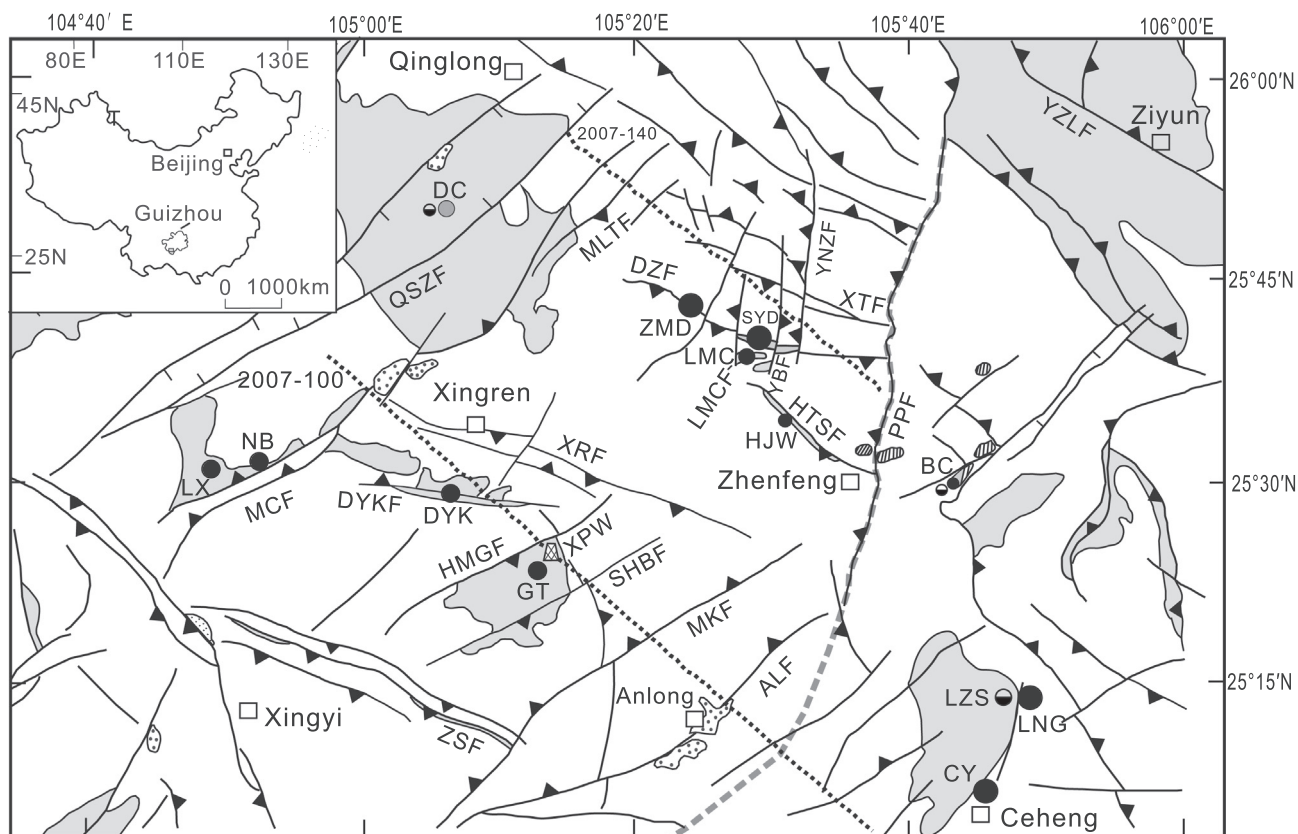 104°40′ E
105°00′E
105°20′E
105°40′E
106°00′E
80E
110E
130E
45N
25N
Beijing
Guizhou
0 1000km
Qinglong
2007-140
26°00′N
YZLF
Ziyun
DC
MLTF
YNZF
QSZF
DZF
25°45′N
XTF
ZMD
SYD
LMC
LMCF
YBF
2007-100
Xingren
HTSF
PPF
HJW
NB
LX
XRF
BC
Zhenfeng
25°30′N
MCF
DYKF
DYK
HMGF
XPW
SHBF
GT
MKF
ALF
25°15′N
Anlong
LZS
LNG
Xingyi
ZSF
CY
Ceheng